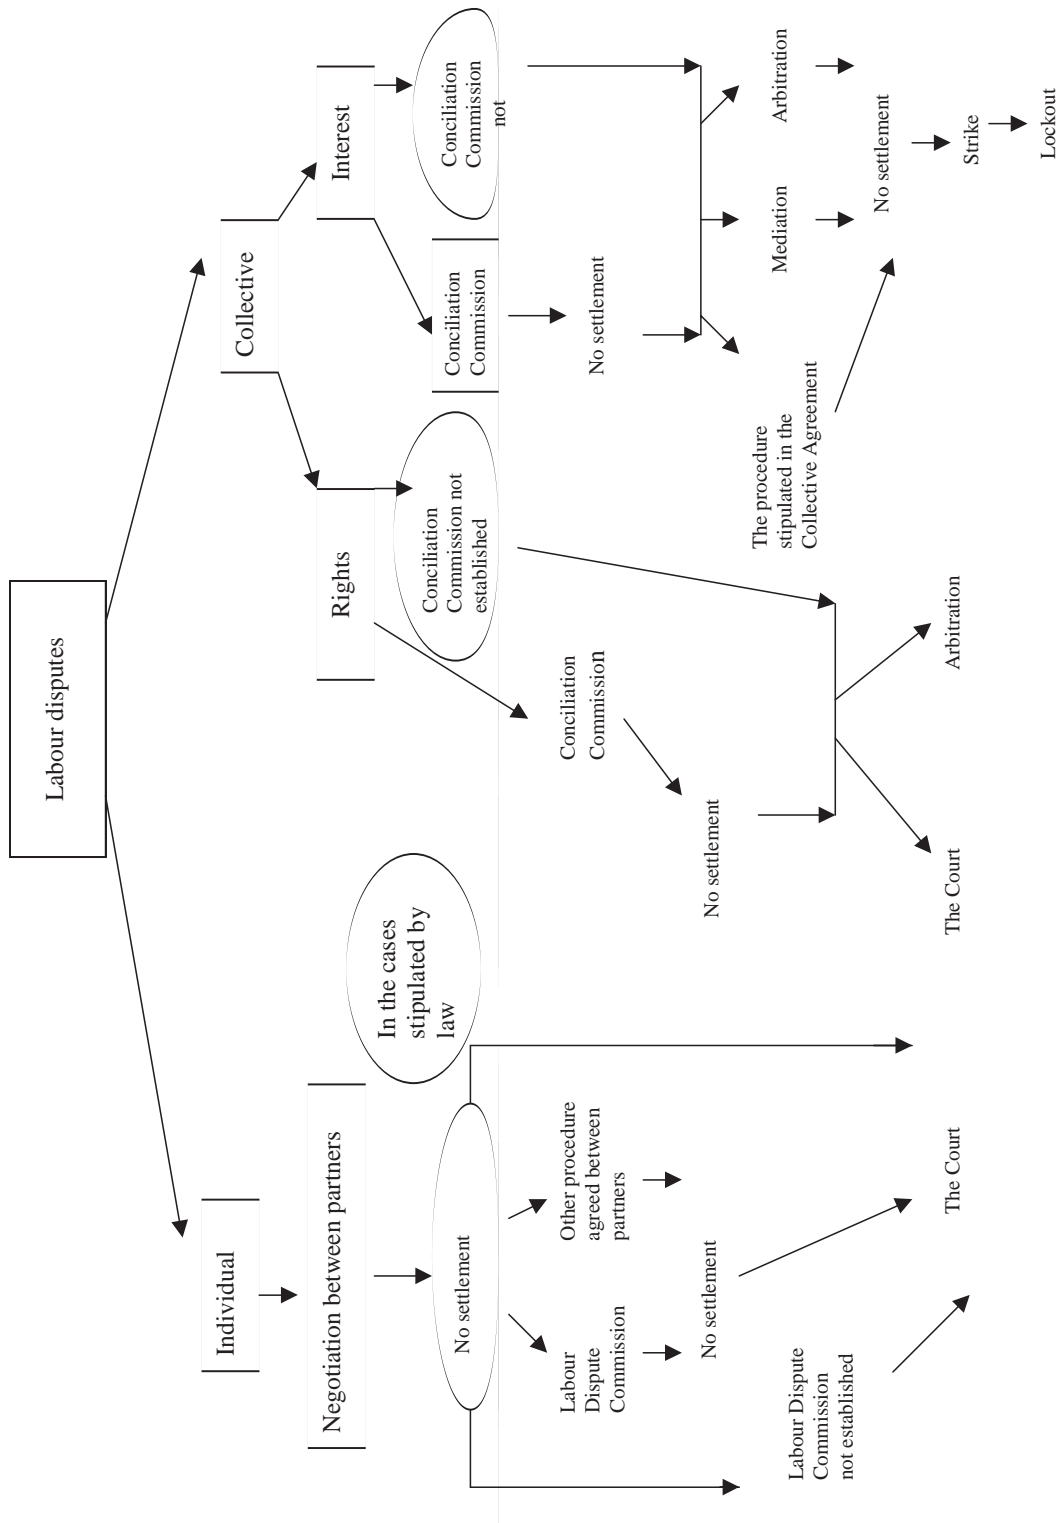 Labour disputes
Individual
Collective
Negotiation between partners
Rights
Interest
In the cases
stipulated by
law
No settlement
Conciliation
Commission not
established
Conciliation
Commission
Conciliation
Commission
not
Labour
Dispute
Commission
Other procedure
agreed between
partners
Conciliation
Commission
No settlement
No settlement
No settlement
Labour Dispute
Commission
not established
The procedure
stipulated in the
Collective Agreement
Mediation
Arbitration
No settlement
The Court
The Court
Arbitration
Strike
Lockout